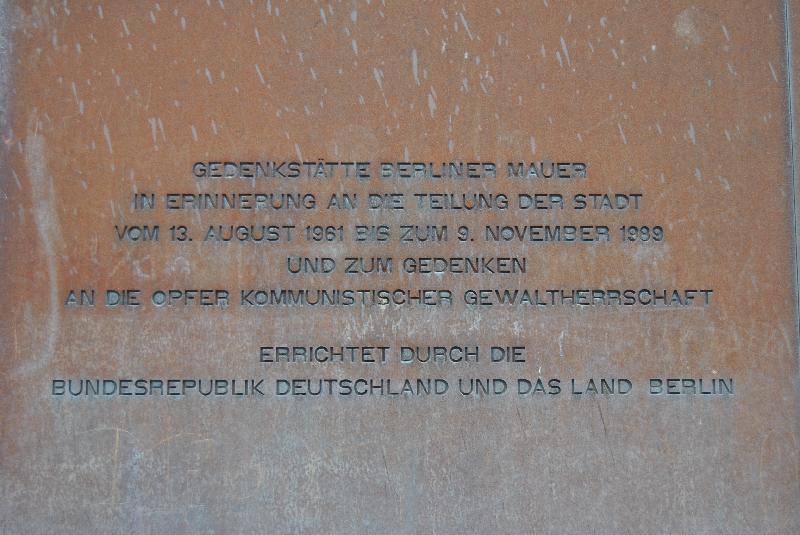 GEDENKSTÄTTE BERLINER MAUER
IN ERINNERUNG AN DIE TEILUNG DER STADT
VOM 13. AUGUST 1961 BIS ZUM 9. NOVEMBER 1989
UND ZUM GEDENKEN
AN DIE OPFER KOMMUNISTISCHER GEWALTHERRSCHAFT
ERRICHTET DURCH DIE
BUNDESREPUBLIK DEUTSCHLAND UND DAS LAND BERLIN